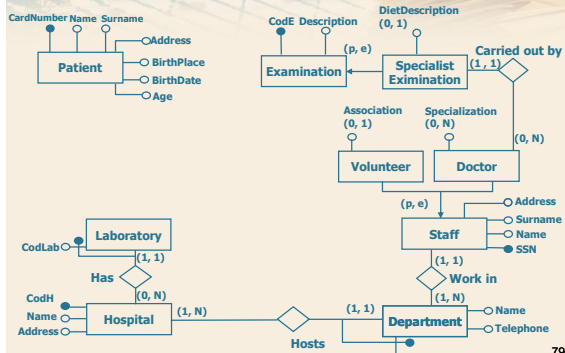 DietDescription
(0, 1)
CardNumber Name Surname
CodE Description
Address
(p, e)
Carried out by
Patient
BirthPlace
BirthDate
Age
Examination
Specialist
Eximination
(1 , 1)
Association
(0, 1)
Specialization
(0, N)
(0, N)
Volunteer
Doctor
(p, e)
Address
Surname
Name
SSN
Staff
Laboratory
CodLab
(1, 1)
Has
(1, 1)
Work in
CodH
(0, N)
(1, N)
Name
Address
Hospital
(1, N)
(1, 1)
Department
Name
Telephone
Hosts
79